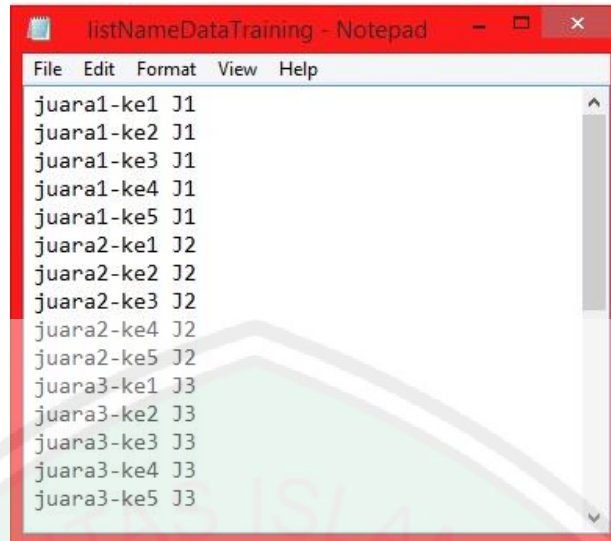 listNameDataTraining - Notepad
File Edit Format View Help
juara1-ke1 J1
juara1-ke2 J1
juara1-ke3 J1
juara1-ke4 J1
juara1-ke5 J1
juara2-ke1 J2
juara2-ke2 J2
juara2-ke3 J2
juara2-ke4 J2
juara2-ke5 J2
juara3-ke1 J3
juara3-ke2 J3
juara3-ke3 J3
juara3-ke4 J3
juara3-ke5 J3